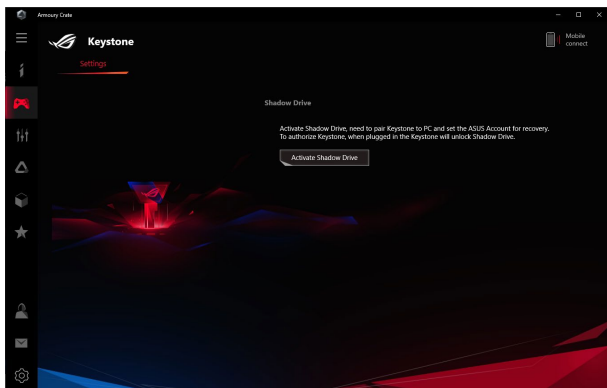 Armoury Crate
Keystone
Mobile
connect
Settings
Shadow Drive
Activate Shadow Drive, need to pair Keystone to PC and set the ASUS Account for recovery.
To authorize Keystone, when plugged in the Keystone will unlock Shadow Drive.
Activate Shadow Drive